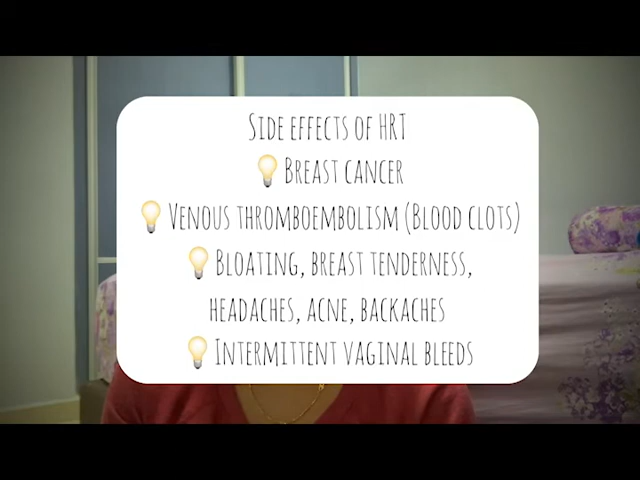 Side effects of HRT
💡 Breast cancer
💡 Venous thromboembolism (Blood clots)
💡 Bloating, breast tenderness,
headaches, acne, backaches
💡 Intermittent vaginal bleeds